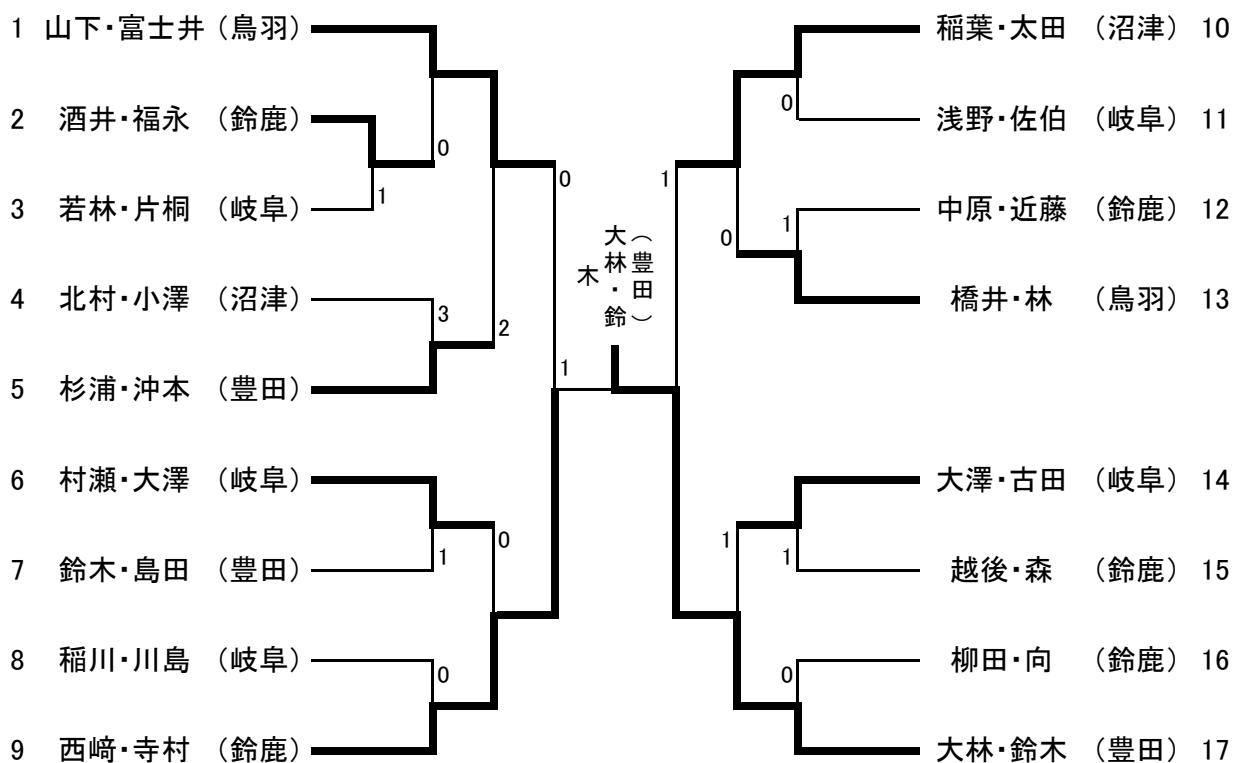 1 山下・富士井(鳥羽)
2 酒井・福永 (鈴鹿)
0
3 若林・片桐 (岐阜)
1
4 北村・小澤 (沼津)
3
2
5 杉浦・沖本 (豊田)
6 村瀬・大澤 (岐阜)
0
7 鈴木・島田 (豊田)
1
8 稲川・川島 (岐阜)
0
9 西﨑・寺村 (鈴鹿)
0
1
(豊田)
大林・鈴
木
1
稲葉・太田 (沼津) 10
0
浅野・佐伯 (岐阜) 11
中原・近藤 (鈴鹿) 12
1
0
橋井・林 (鳥羽) 13
大澤・古田 (岐阜) 14
1
1
越後・森 (鈴鹿) 15
柳田・向 (鈴鹿) 16
0
大林・鈴木 (豊田) 17